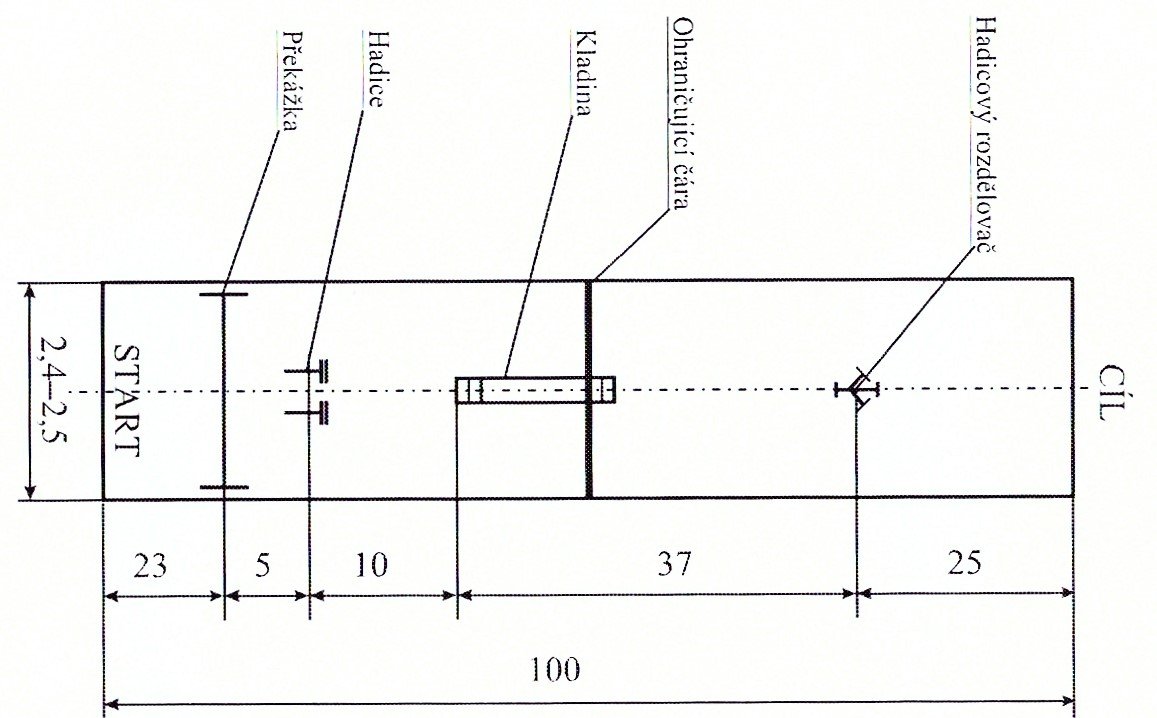 Překážka
Hadice
Kladina
Ohraničující čára
Hadicový rozdělovač
2,4–2,5
START
CÍL
23
5
10
37
25
100